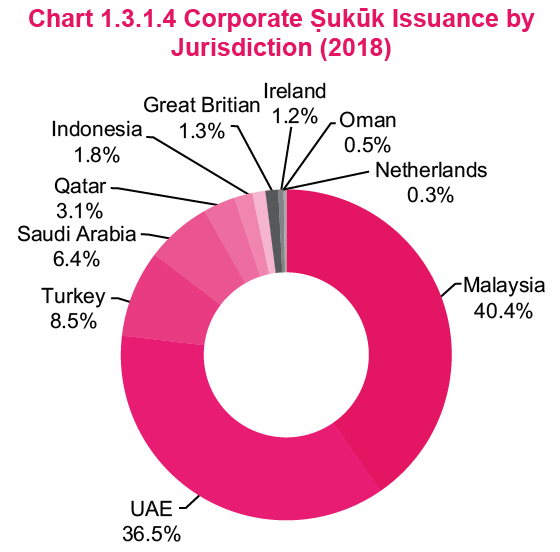 Chart 1.3.1.4 Corporate Ṣukūk Issuance by
Jurisdiction (2018)
Ireland
1.2%
Great Britian
1.3%
Oman
0.5%
Indonesia
1.8%
Netherlands
0.3%
Qatar
3.1%
Saudi Arabia
6.4%
Malaysia
40.4%
Turkey
8.5%
UAE
36.5%